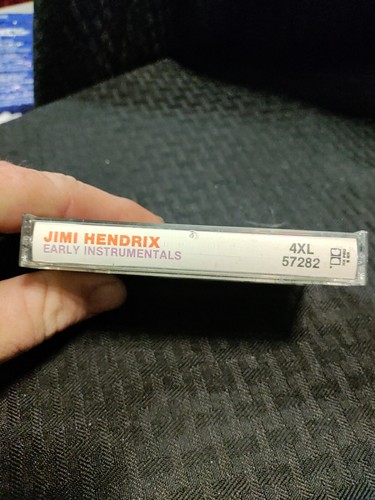 JIMI HENDRIX
EARLY INSTRUMENTALS
4XL
57282